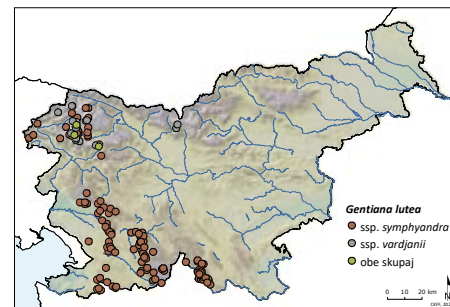 Gentiana lutea
ssp. symphyandra
ssp. vardjanii
obe skupaj
0 10 20 km
N